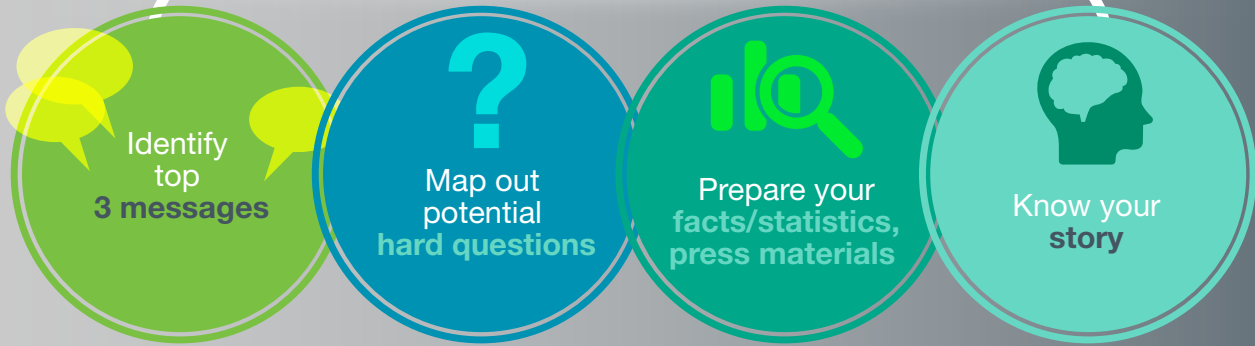 Identify
top
3 messages
Map out
potential
hard questions
Prepare your
facts/statistics,
press materials
Know your
story